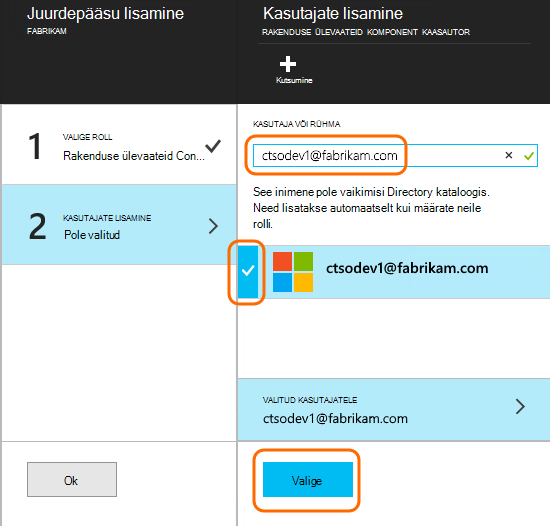 Juurdepääsu lisamine
FABRIKAM
1
VALIGE ROLL
Rakenduse ülevaateid Con...
2
KASUTAJATE LISAMINE
Pole valitud
Ok
Kasutajate lisamine
RAKENDUSE ÜLEVAATEID KOMPONENT KAASAUTOR
Kutsumine
KASUTAJA VÕI RÜHMA
ctsodev1@fabrikam.com
See inimene pole vaikimisi Directory kataloogis.
Need lisatakse automaatselt kui määrate neile
rolli.
ctsodev1@fabrikam.com
VALITUD KASUTAJATELE
ctsodev1@fabrikam.com
Valige